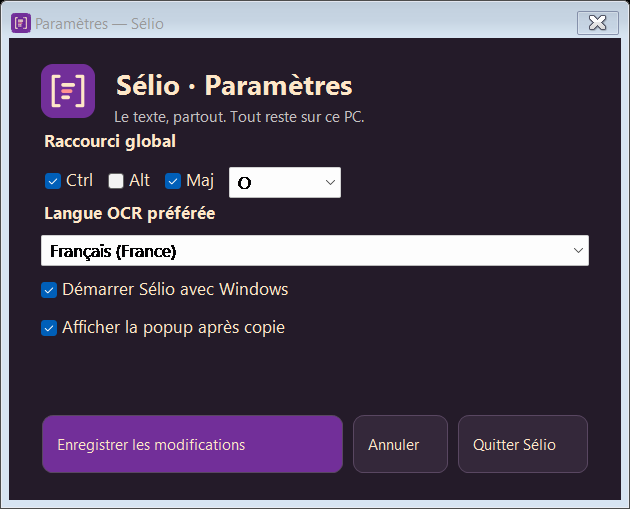 Paramètres — Sélio
Sélio · Paramètres
Le texte, partout. Tout reste sur ce PC.
Raccourci global
Ctrl Alt Maj O
Langue OCR préférée
Français (France)
Démarrer Sélio avec Windows
Afficher la popup après copie
Enregistrer les modifications Annuler Quitter Sélio